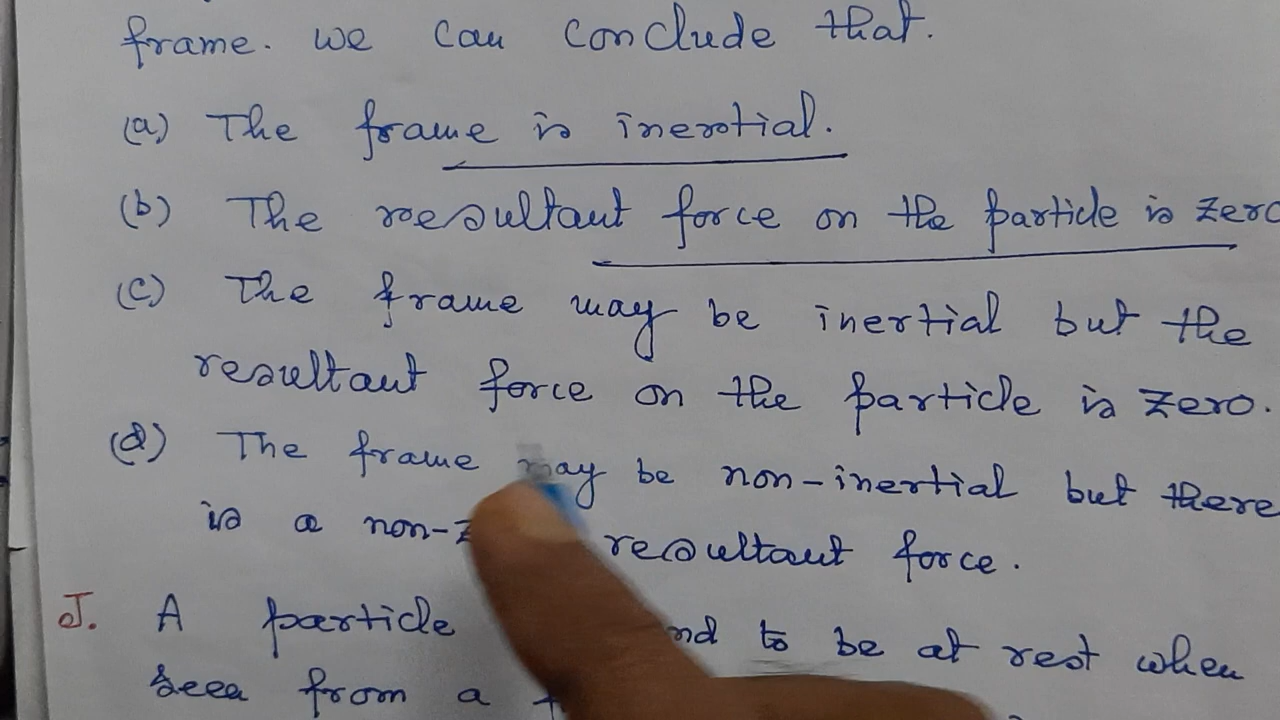 frame. we can conclude that.
(a) The frame is inertial.
(b) The resultant force on the particle is zero
(c) The frame may be inertial but the
resultant force on the particle is zero.
(d) The frame may be non-inertial but there
is a non- resultant force.
J. A particle to be at rest when
seen from a